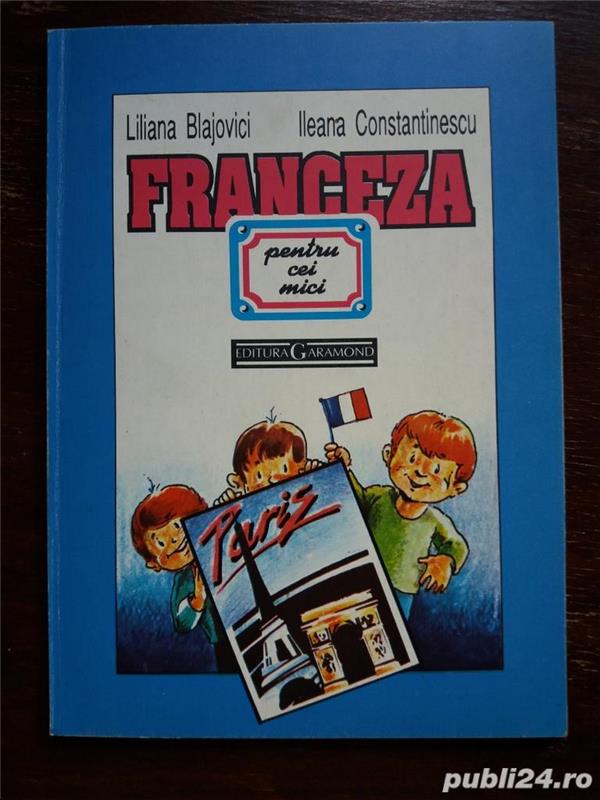 Liliana Blajovici Ileana Constantinescu
FRANCEZA
pentru
cei
mici
EDITURA GARAMOND
Paris
publi24.ro